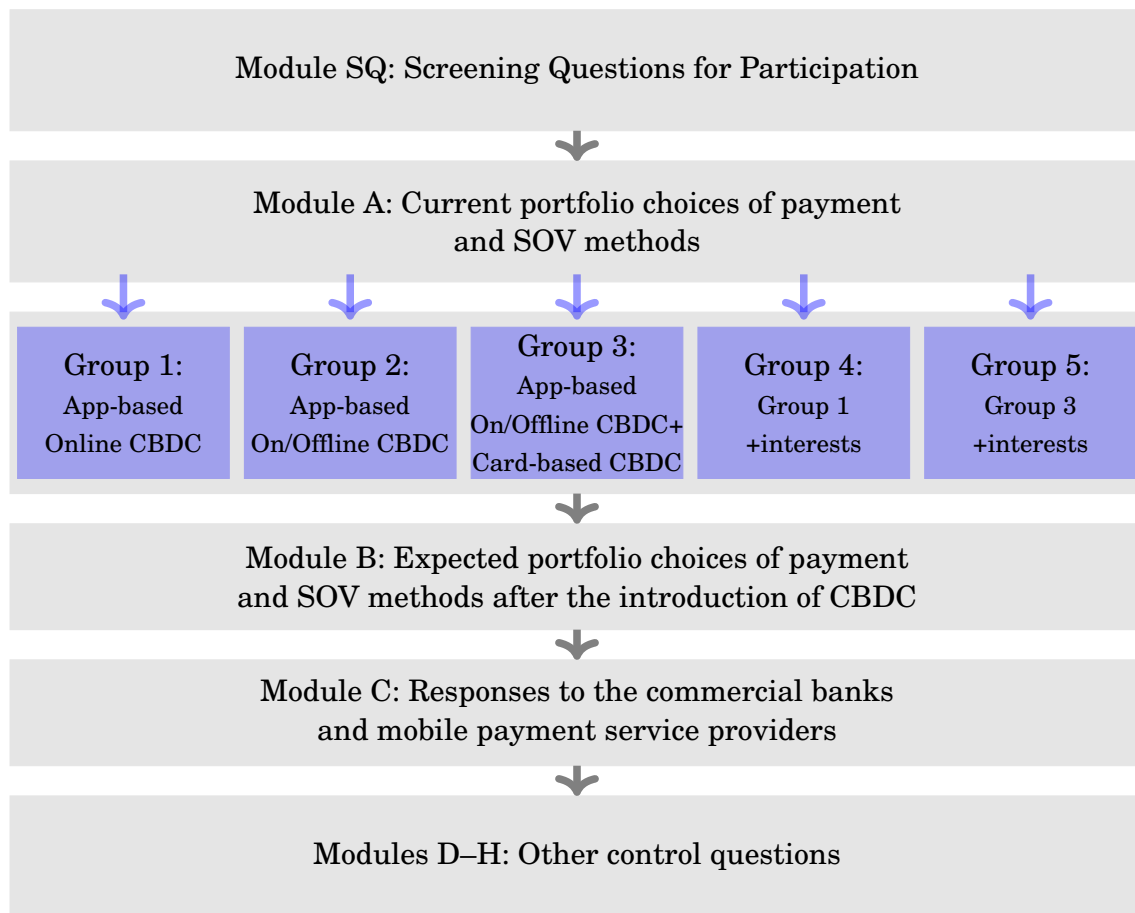 Module SQ: Screening Questions for Participation
Module A: Current portfolio choices of payment
and SOV methods
Group 1:
App-based
Online CBDC
Group 2:
App-based
On/Offline CBDC
Group 3:
App-based
On/Offline CBDC+
Card-based CBDC
Group 4:
Group 1
+interests
Group 5:
Group 3
+interests
Module B: Expected portfolio choices of payment
and SOV methods after the introduction of CBDC
Module C: Responses to the commercial banks
and mobile payment service providers
Modules D–H: Other control questions